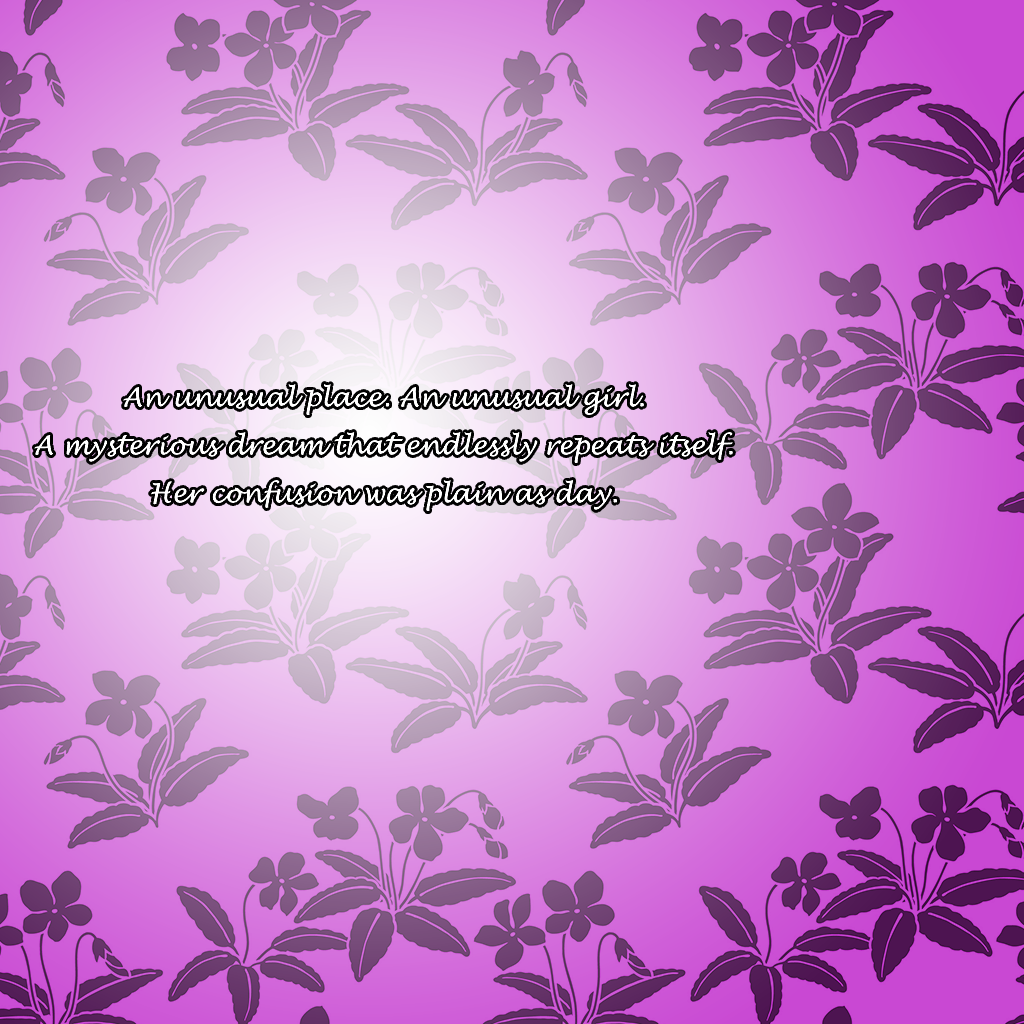 An unusual place. An unusual girl.
A mysterious dream that endlessly repeats itself.
Her confusion was plain as day.